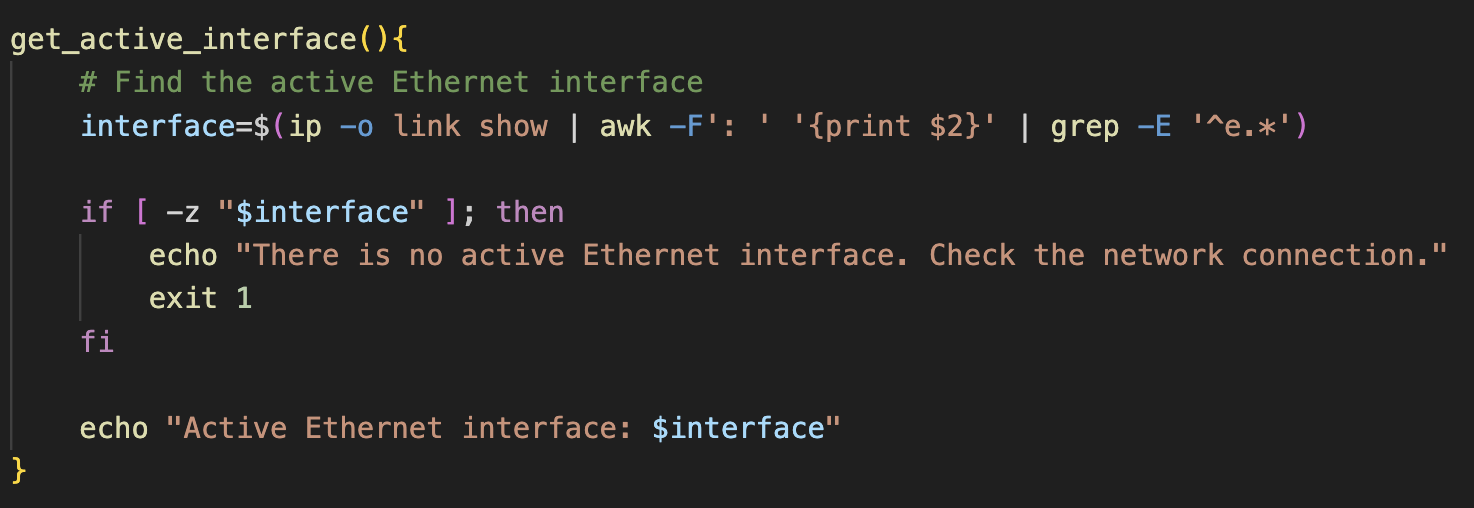 get_active_interface(){
    # Find the active Ethernet interface
    interface=$(ip -o link show | awk -F': ' '{print $2}' | grep -E '^e.*')
    if [ -z "$interface" ]; then
        echo "There is no active Ethernet interface. Check the network connection."
        exit 1
    fi
    echo "Active Ethernet interface: $interface"
}